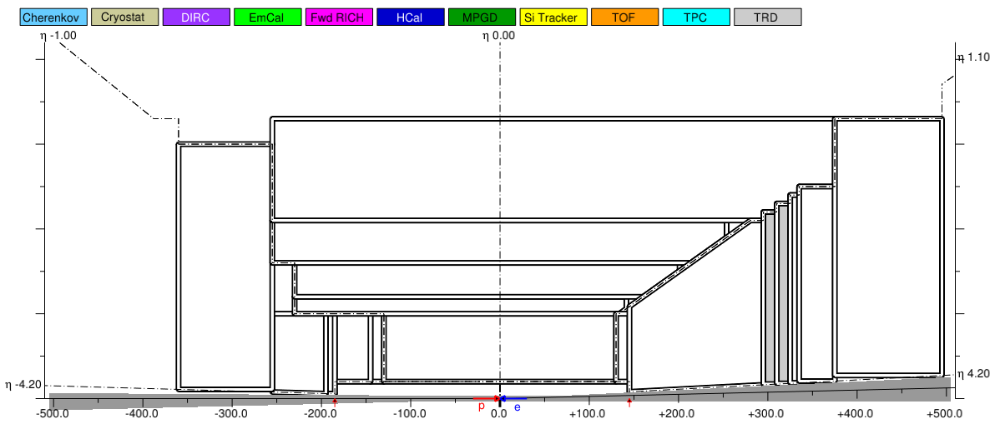 Cherenkov Cryostat DIRC EmCal Fwd RICH HCal MPGD Si Tracker TOF TPC TRD
η -1.00 η 0.00
η 1.10
η -4.20 η 4.20
-500.0 -400.0 -300.0 -200.0 -100.0 0.0 +100.0 +200.0 +300.0 +400.0 +500.0
p e